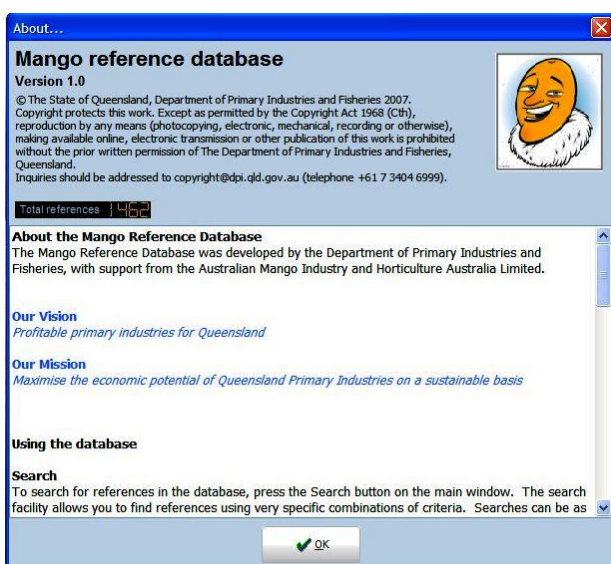 About...
Mango reference database
Version 1.0
© The State of Queensland, Department of Primary Industries and Fisheries 2007.
Copyright protects this work. Except as permitted by the Copyright Act 1968 (Cth),
reproduction by any means (photocopying, electronic, mechanical, recording or otherwise),
making available online, electronic transmission or other publication of this work is prohibited
without the prior written permission of The Department of Primary Industries and Fisheries,
Queensland.
Inquiries should be addressed to copyright@dpi.qld.gov.au (telephone +61 7 3404 6999).
Total references 1462
About the Mango Reference Database
The Mango Reference Database was developed by the Department of Primary Industries and
Fisheries, with support from the Australian Mango Industry and Horticulture Australia Limited.
Our Vision
Profitable primary industries for Queensland
Our Mission
Maximise the economic potential of Queensland Primary Industries on a sustainable basis
Using the database
Search
To search for references in the database, press the Search button on the main window. The search
facility allows you to find references using very specific combinations of criteria. Searches can be as
OK